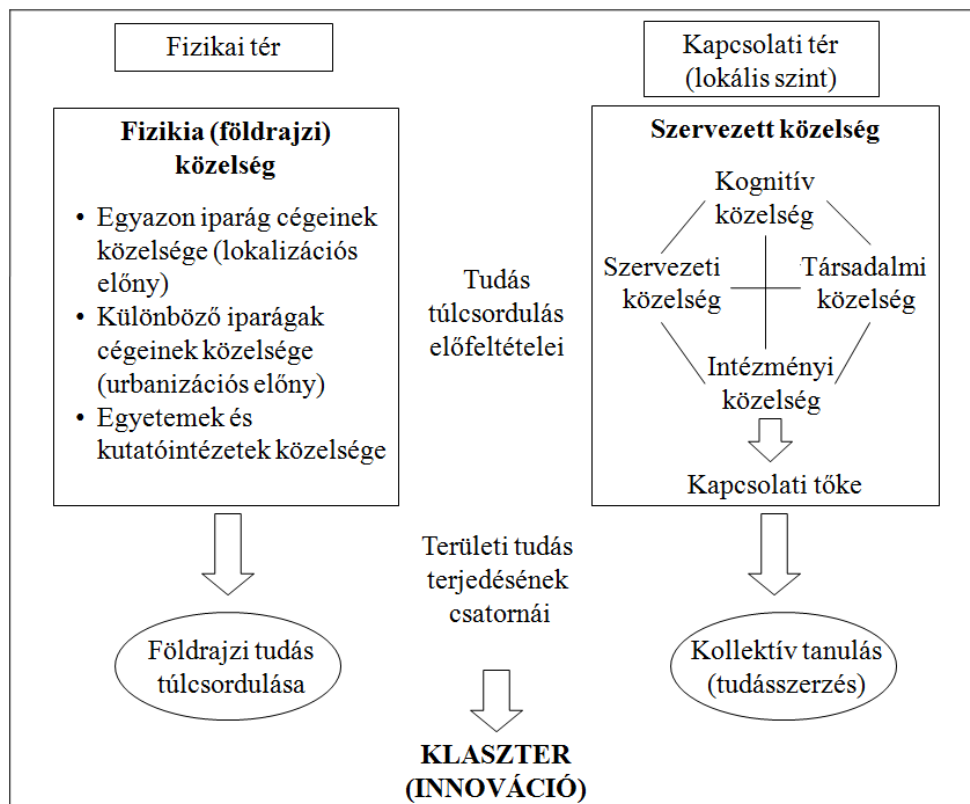 Fizikai tér
Kapcsolati tér
(lokális szint)
Fizikia (földrajzi)
közelség
• Egyazon iparág cégeinek
közelsége (lokalizációs
előny)
• Különböző iparágak
cégeinek közelsége
(urbanizációs előny)
• Egyetemek és
kutatóintézetek közelsége
Tudás
túlcsordulás
előfeltételei
Szervezett közelség
Kognitív
közelség
Szervezeti
közelség
Társadalmi
közelség
Intézményi
közelség
Kapcsolati tőke
Területi tudás
terjedésének
csatornái
Földrajzi tudás
túlcsordulása
Kollektív tanulás
(tudásszerzés)
KLASZTER
(INNOVÁCIÓ)